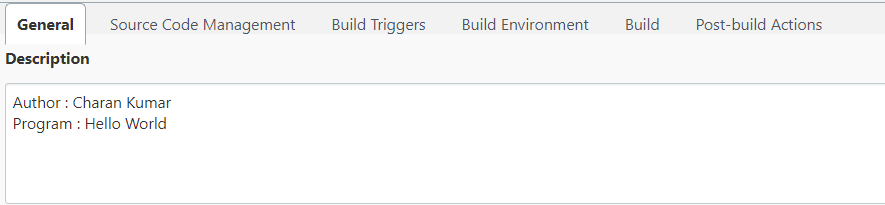 General Source Code Management Build Triggers Build Environment Build Post-build Actions
Description
Author : Charan Kumar
Program : Hello World